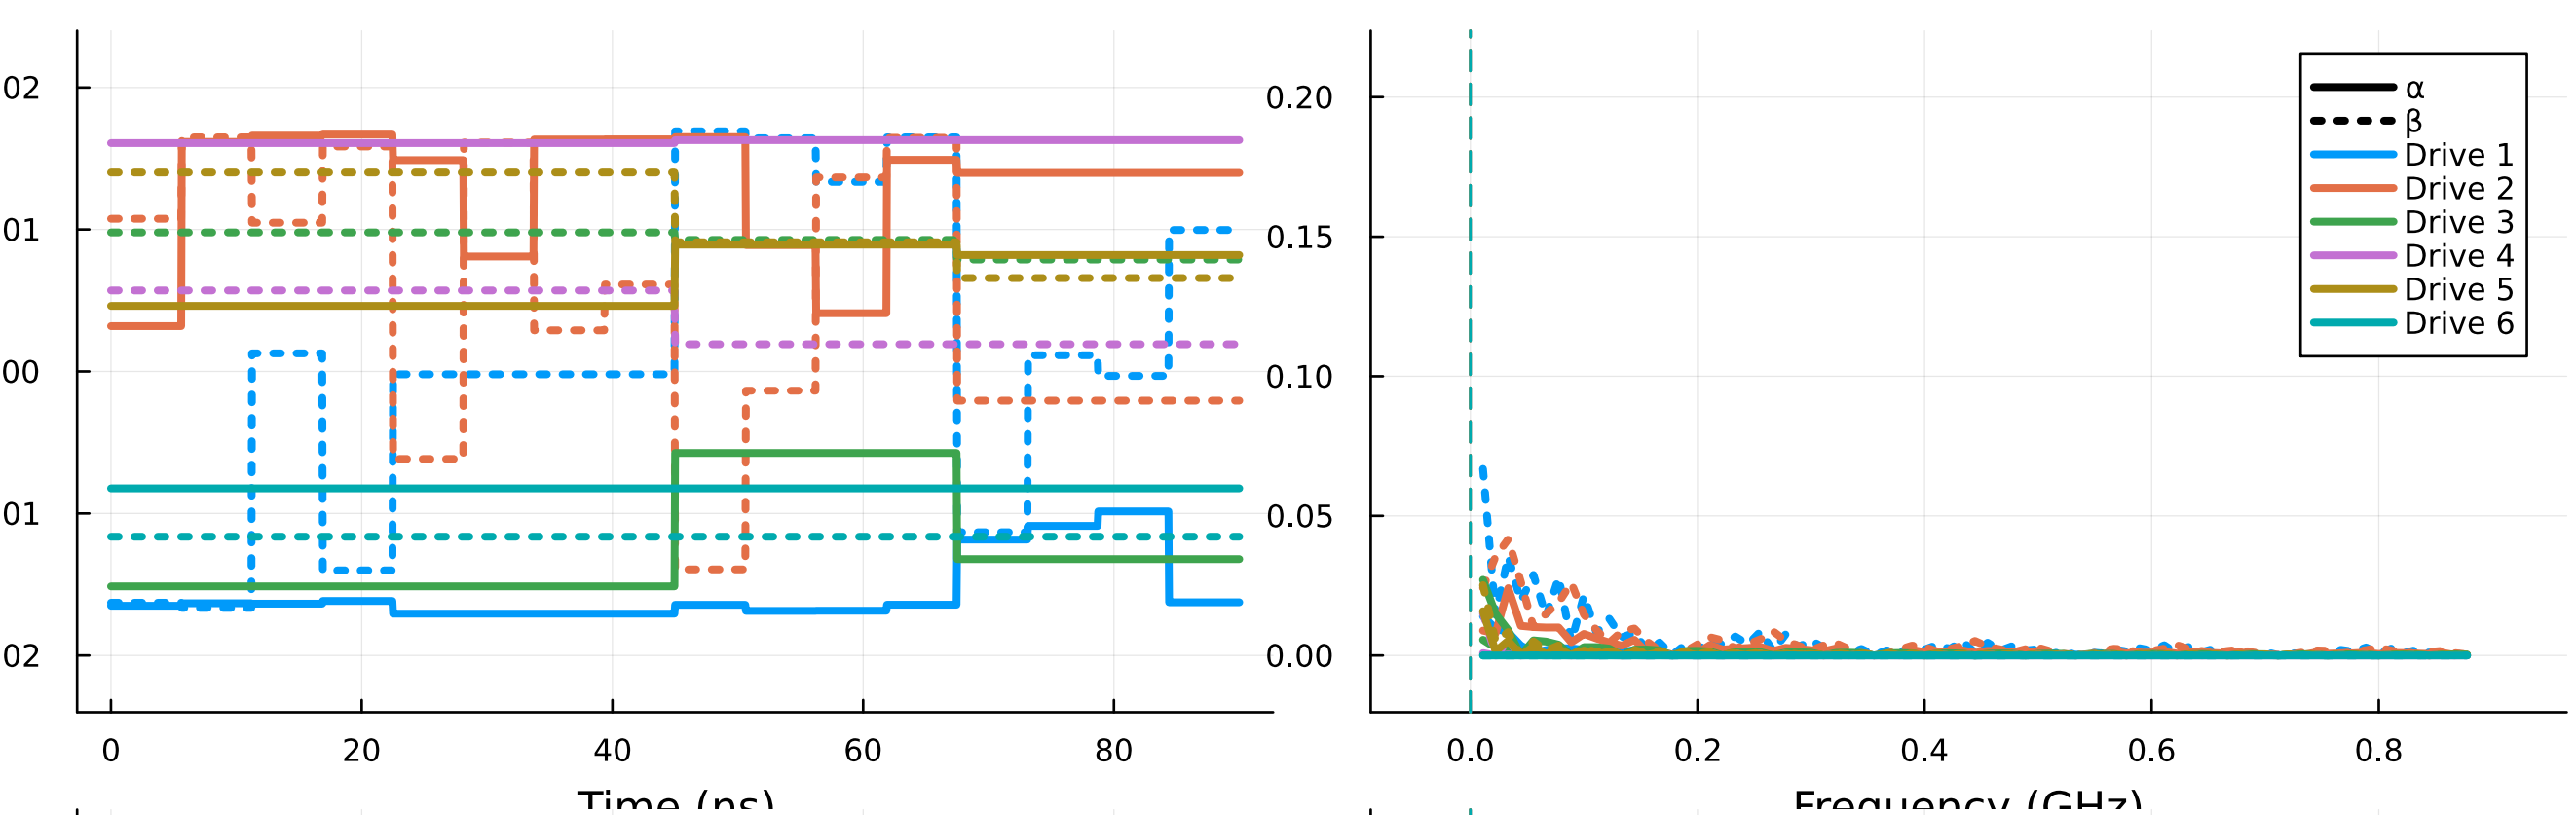 02
01
00
01
02
0 20 40 60 80
Time (ns)
0.20
0.15
0.10
0.05
0.00
0.0 0.2 0.4 0.6 0.8
Frequency (GHz)
α
β
Drive 1
Drive 2
Drive 3
Drive 4
Drive 5
Drive 6